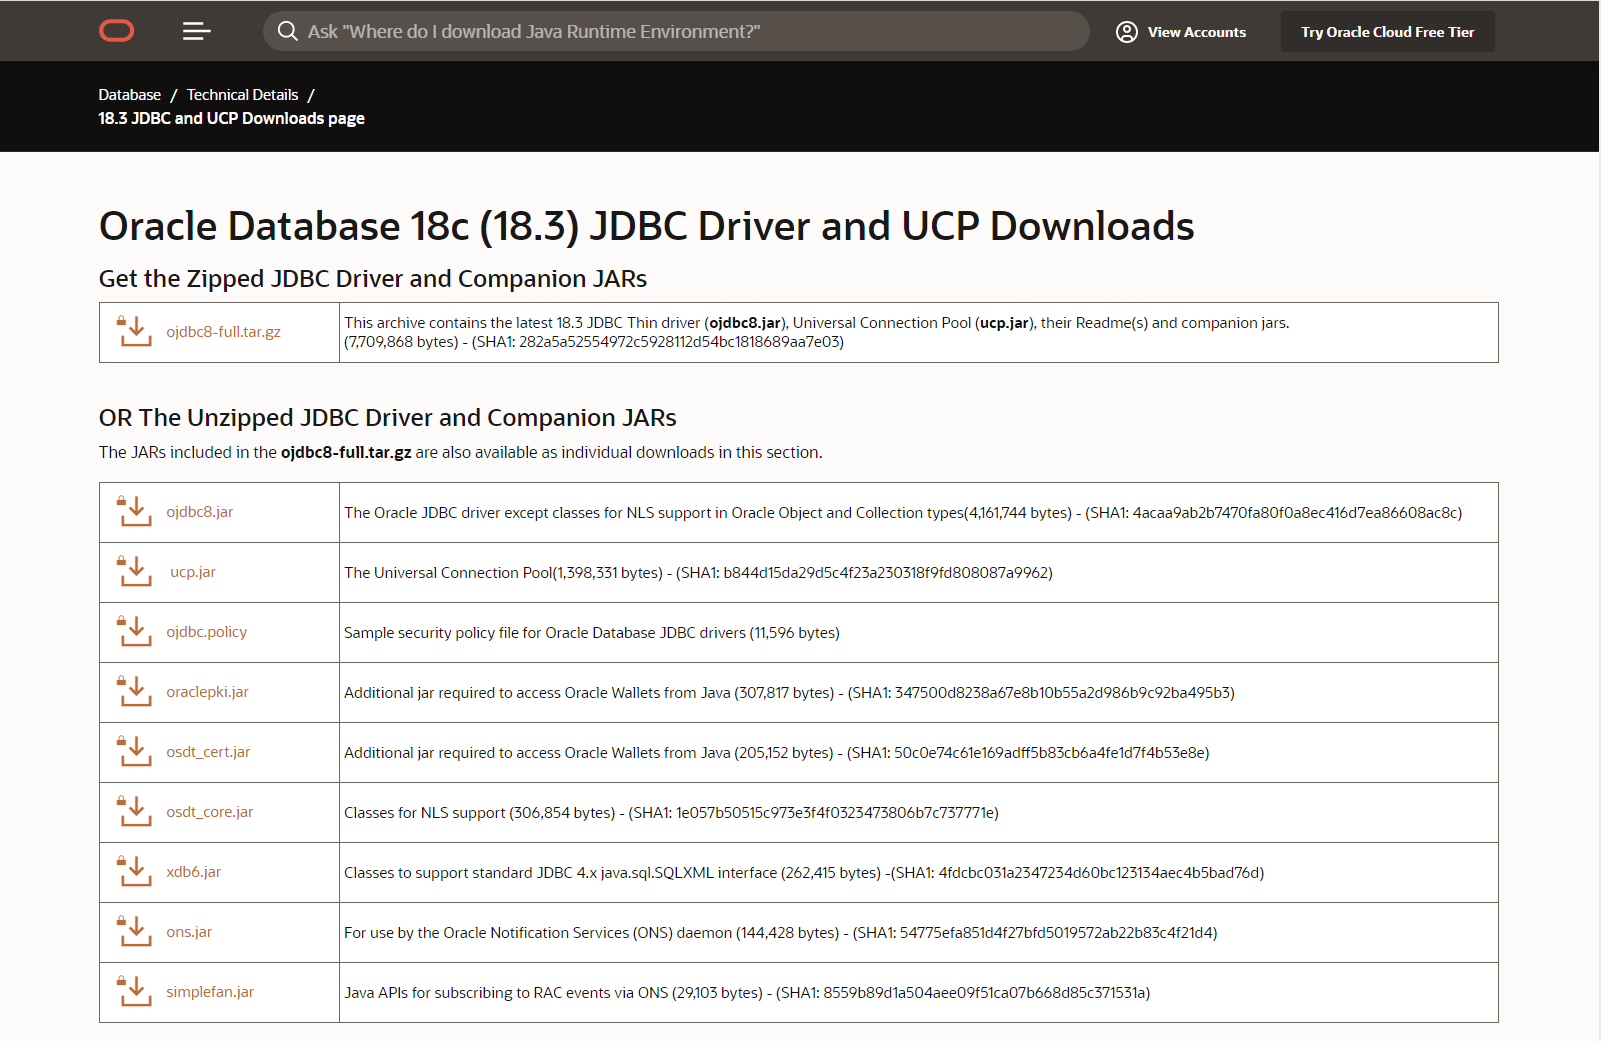 Ask "Where do I download Java Runtime Environment?"
View Accounts
Try Oracle Cloud Free Tier
Database / Technical Details /
18.3 JDBC and UCP Downloads page
Oracle Database 18c (18.3) JDBC Driver and UCP Downloads
Get the Zipped JDBC Driver and Companion JARs
ojdbc8-full.tar.gz
This archive contains the latest 18.3 JDBC Thin driver (ojdbc8.jar), Universal Connection Pool (ucp.jar), their Readme(s) and companion jars.
(7,709,868 bytes) - (SHA1: 282a5a52554972c5928112d54bc1818689aa7e03)
OR The Unzipped JDBC Driver and Companion JARs
The JARs included in the ojdbc8-full.tar.gz are also available as individual downloads in this section.
ojdbc8.jar
The Oracle JDBC driver except classes for NLS support in Oracle Object and Collection types(4,161,744 bytes) - (SHA1: 4acaa9ab2b7470fa80f0a8ec416d7ea86608ac8c)
ucp.jar
The Universal Connection Pool(1,398,331 bytes) - (SHA1: b844d15da29d5c4f23a230318f9fd808087a9962)
ojdbc.policy
Sample security policy file for Oracle Database JDBC drivers (11,596 bytes)
oraclepki.jar
Additional jar required to access Oracle Wallets from Java (307,817 bytes) - (SHA1: 347500d8238a67e8b10b55a2d986b9c92ba495b3)
osdt_cert.jar
Additional jar required to access Oracle Wallets from Java (205,152 bytes) - (SHA1: 50c0e74c61e169adff5b83cb6a4fe1d7f4b53e8e)
osdt_core.jar
Classes for NLS support (306,854 bytes) - (SHA1: 1e057b50515c973e3f4f0323473806b7c737771e)
xdb6.jar
Classes to support standard JDBC 4.x java.sql.SQLXML interface (262,415 bytes) -(SHA1: 4fdcbc031a2347234d60bc123134aec4b5bad76d)
ons.jar
For use by the Oracle Notification Services (ONS) daemon (144,428 bytes) - (SHA1: 54775efa851d4f27bfd5019572ab22b83c4f21d4)
simplefan.jar
Java APIs for subscribing to RAC events via ONS (29,103 bytes) - (SHA1: 8559b89d1a504aee09f51ca07b668d85c371531a)